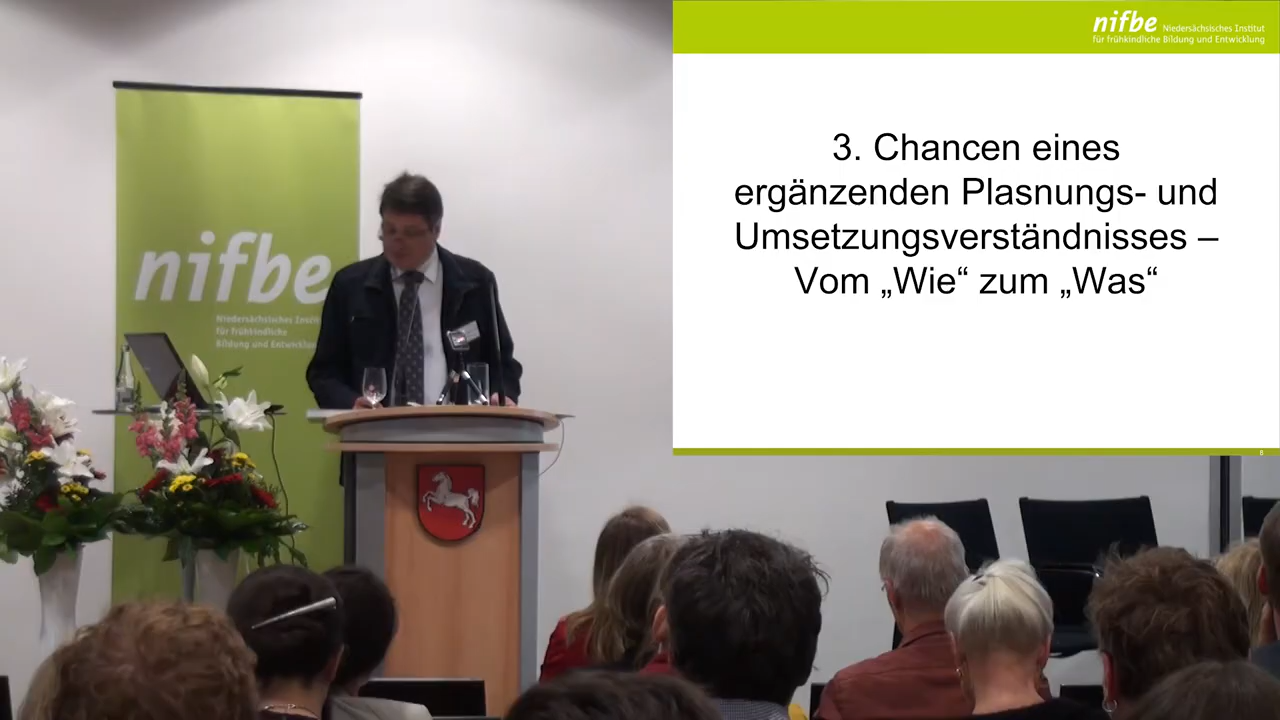 nifbe Niedersächsisches Institut
für frühkindliche Bildung und Entwicklung
3. Chancen eines
ergänzenden Plasnungs- und
Umsetzungsverständnisses –
Vom „Wie“ zum „Was“
8
nifbe
Niedersächsisches
für frühkindliche
Bildung und